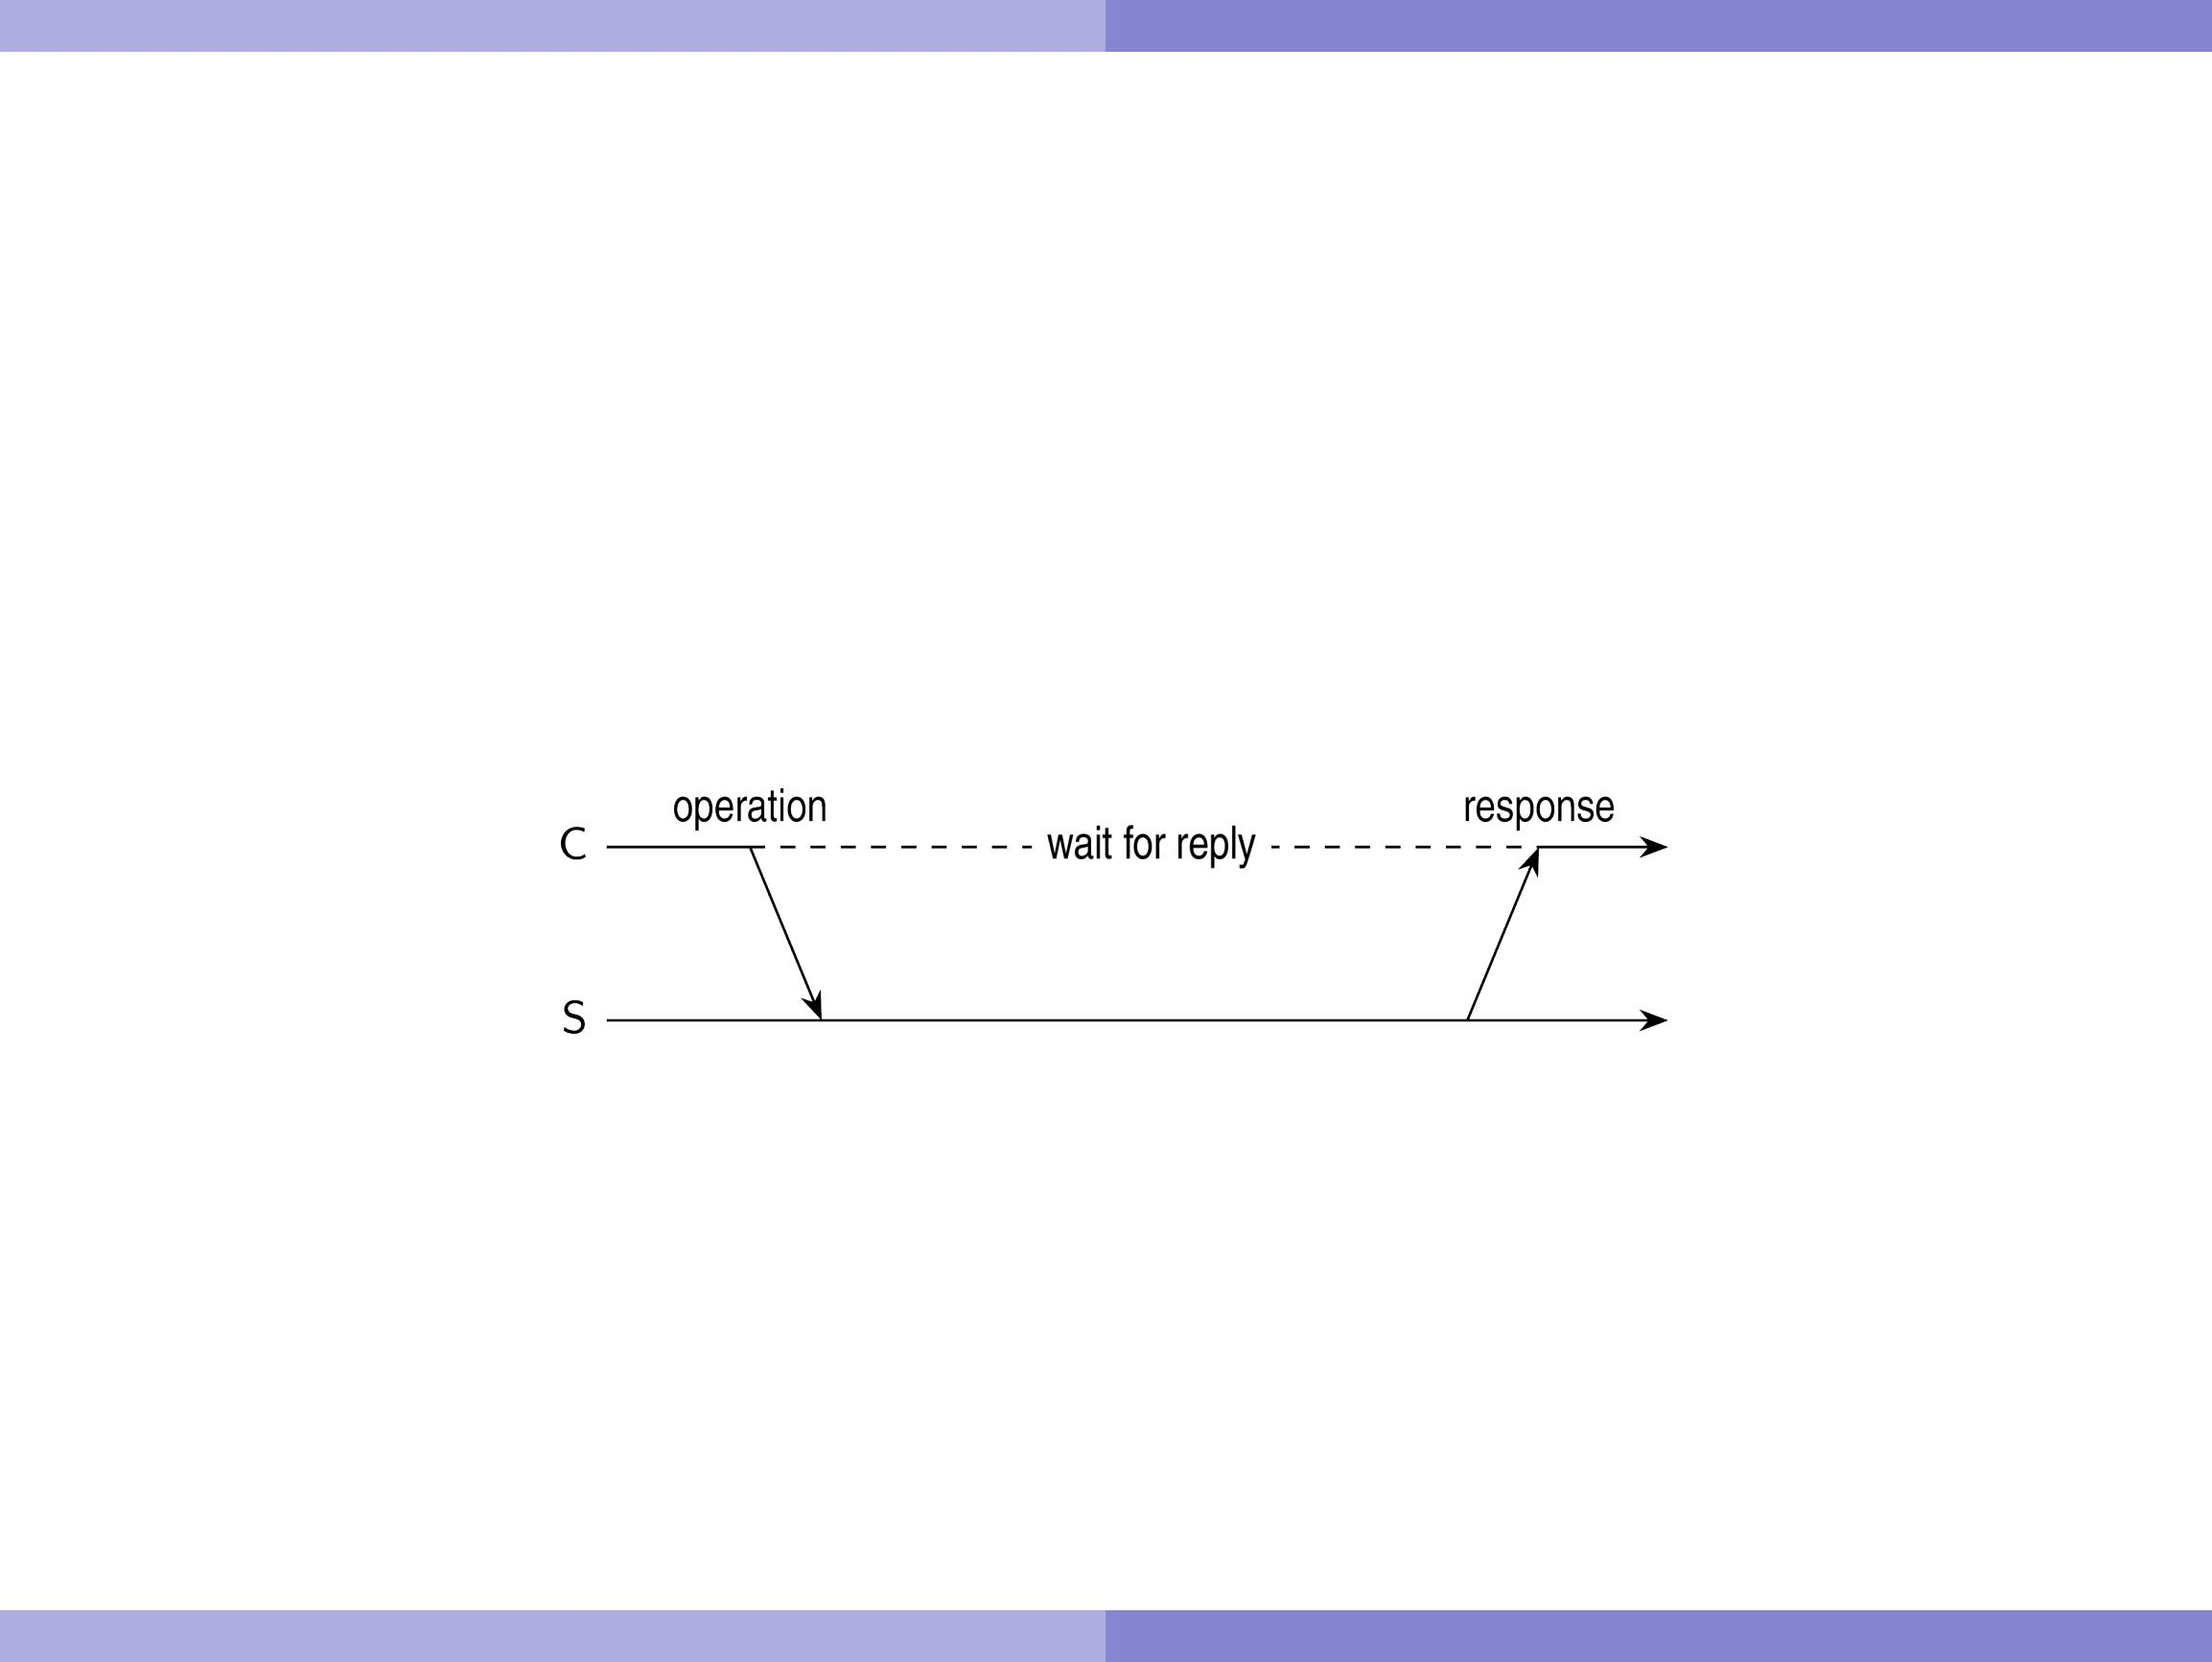 operation
response
C
wait for reply
S